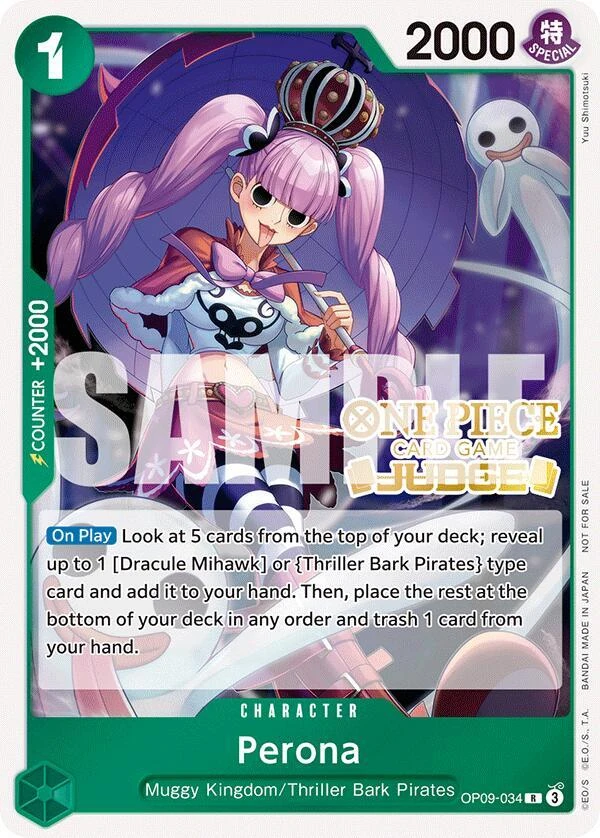 1
2000
特
SPECIAL
Yuu Shimotsuki
COUNTER +2000
SAMPLE
ONE PIECE
CARD GAME
JUDGE
On Play Look at 5 cards from the top of your deck; reveal
up to 1 [Dracule Mihawk] or {Thriller Bark Pirates} type
card and add it to your hand. Then, place the rest at the
bottom of your deck in any order and trash 1 card from
your hand.
CHARACTER
Perona
Muggy Kingdom/Thriller Bark Pirates
OP09-034 R 3
©E.O/S ©E.O./S., T.A. BANDAI MADE IN JAPAN NOT FOR SALE